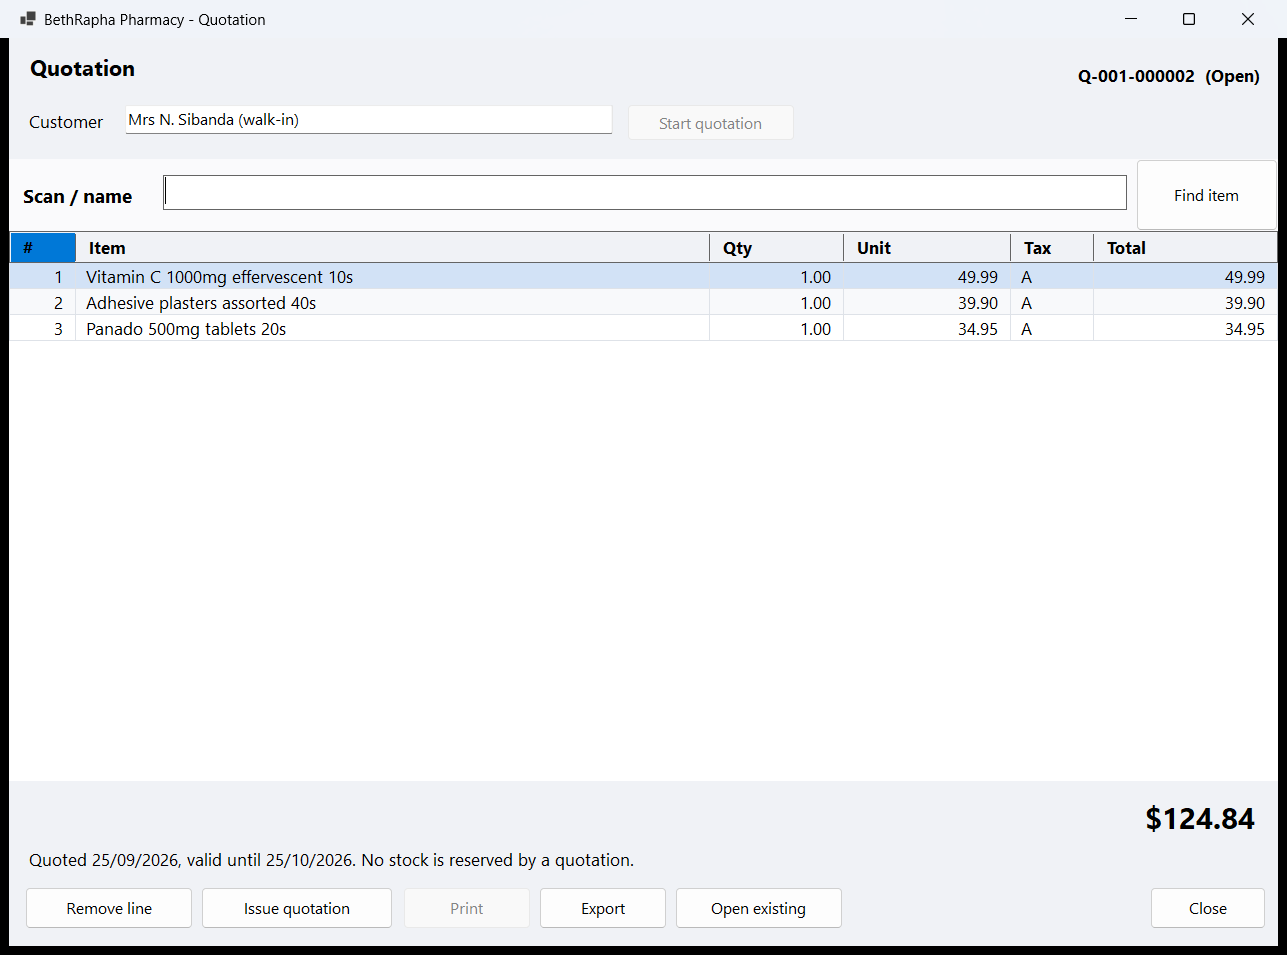 BethRapha Pharmacy - Quotation
Quotation
Q-001-000002 (Open)
Customer Mrs N. Sibanda (walk-in) Start quotation
Scan / name Find item
# Item Qty Unit Tax Total
1 Vitamin C 1000mg effervescent 10s 1.00 49.99 A 49.99
2 Adhesive plasters assorted 40s 1.00 39.90 A 39.90
3 Panado 500mg tablets 20s 1.00 34.95 A 34.95
$124.84
Quoted 25/09/2026, valid until 25/10/2026. No stock is reserved by a quotation.
Remove line Issue quotation Print Export Open existing Close